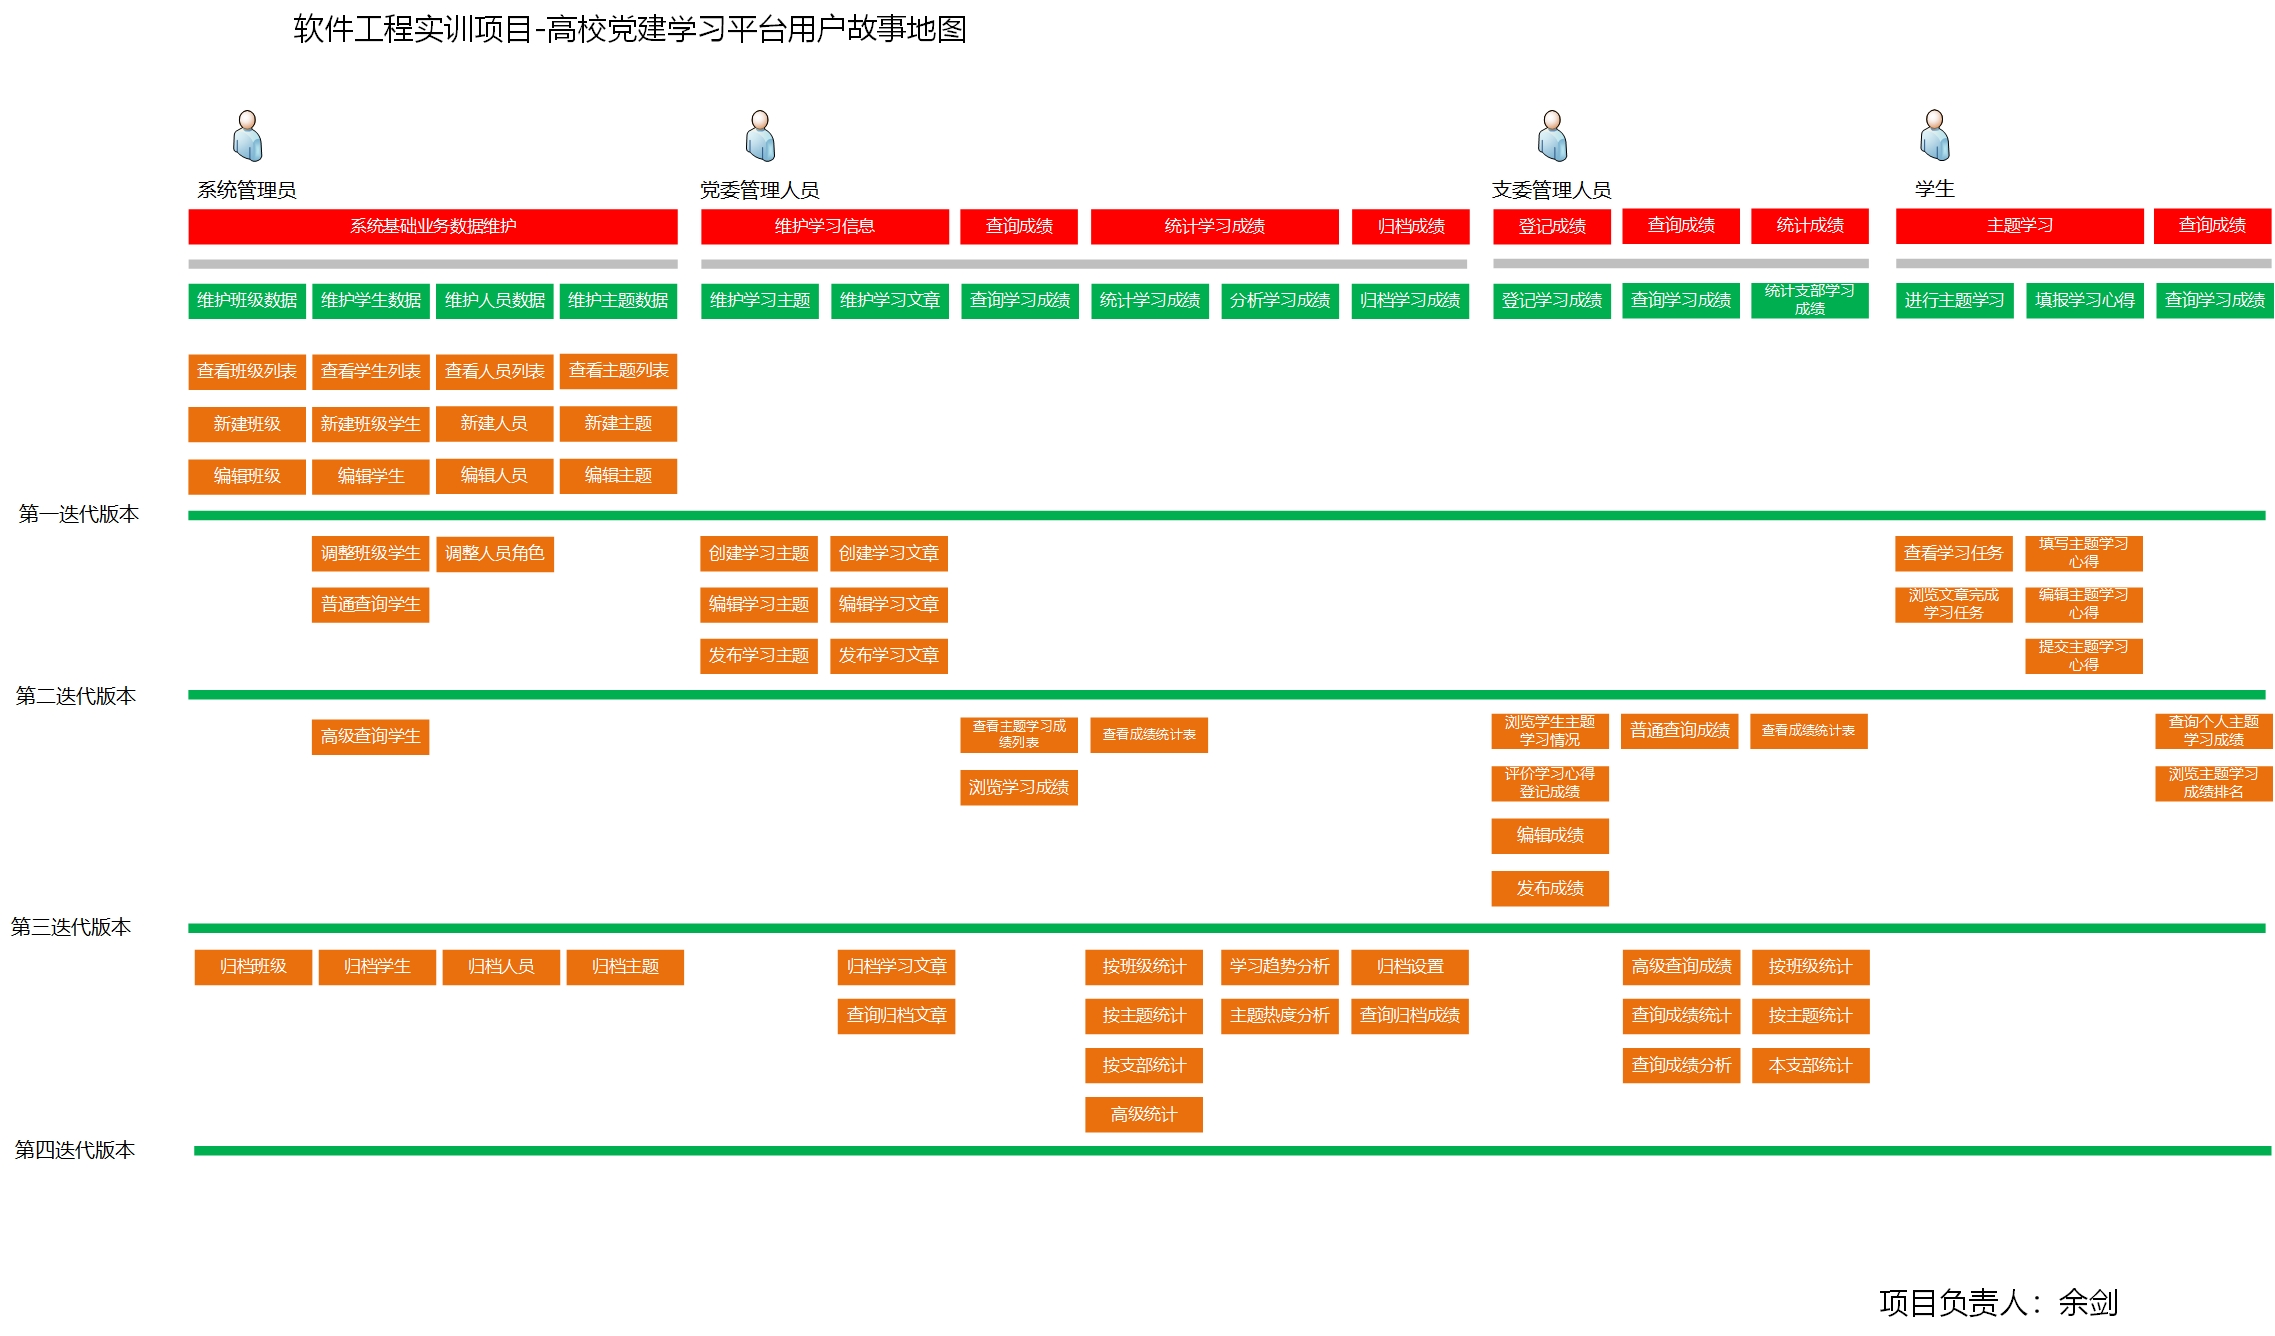 软件工程实训项目-高校党建学习平台用户故事地图
系统管理员
党委管理人员
支委管理人员
学生
系统基础业务数据维护
维护学习信息
查询成绩
统计学习成绩
归档成绩
登记成绩
查询成绩
统计成绩
主题学习
查询成绩
维护班级数据
维护学生数据
维护人员数据
维护主题数据
维护学习主题
维护学习文章
查询学习成绩
统计学习成绩
分析学习成绩
归档学习成绩
登记学习成绩
查询学习成绩
统计支部学习
成绩
进行主题学习
填报学习心得
查询学习成绩
查看班级列表
查看学生列表
查看人员列表
查看主题列表
新建班级
新建班级学生
新建人员
新建主题
编辑班级
编辑学生
编辑人员
编辑主题
第一迭代版本
调整班级学生
调整人员角色
创建学习主题
创建学习文章
查看学习任务
填写主题学习
心得
普通查询学生
编辑学习主题
编辑学习文章
浏览文章完成
学习任务
编辑主题学习
心得
发布学习主题
发布学习文章
提交主题学习
心得
第二迭代版本
高级查询学生
查看主题学习成
绩列表
查看成绩统计表
浏览学生主题
学习情况
普通查询成绩
查看成绩统计表
查询个人主题
学习成绩
浏览学习成绩
评价学习心得
登记成绩
浏览主题学习
成绩排名
编辑成绩
发布成绩
第三迭代版本
归档班级
归档学生
归档人员
归档主题
归档学习文章
按班级统计
学习趋势分析
归档设置
高级查询成绩
按班级统计
查询归档文章
按主题统计
主题热度分析
查询归档成绩
查询成绩统计
按主题统计
按支部统计
查询成绩分析
本支部统计
高级统计
第四迭代版本
项目负责人：余剑